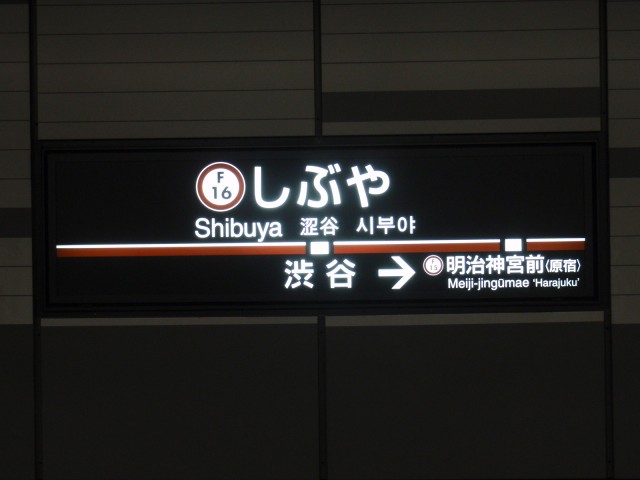 F 16 しぶや
Shibuya 澀谷 시부야
渋谷 → 明治神宮前〈原宿〉
Meiji-jingūmae 'Harajuku'